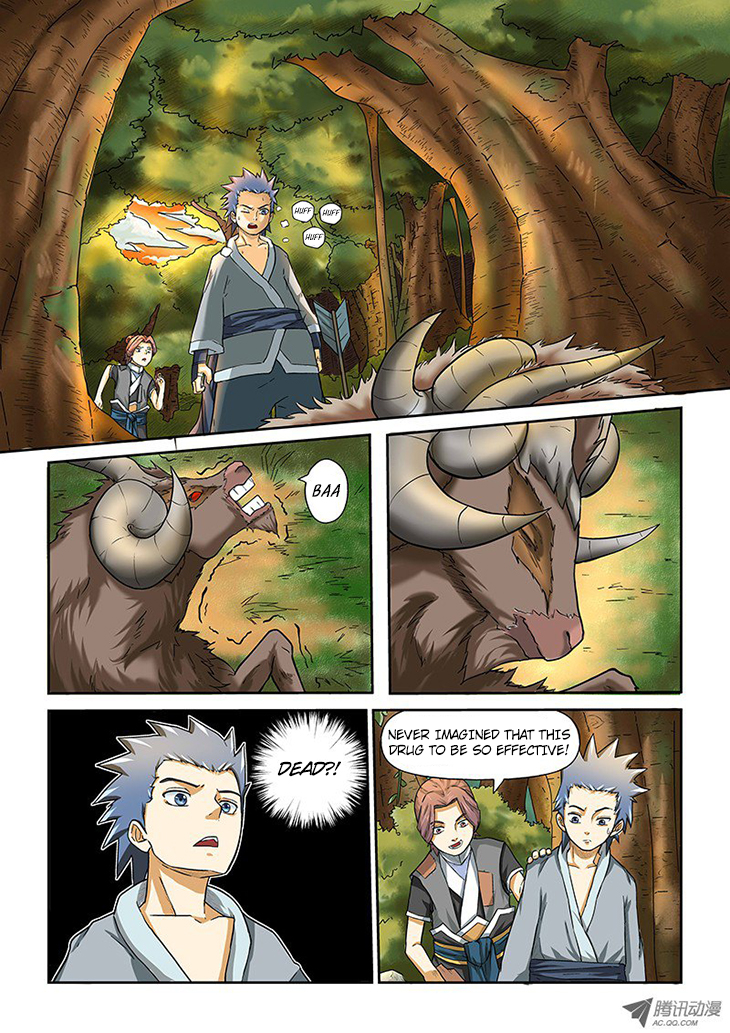 HUFF
HUFF
HUFF
BAA
DEAD?!
NEVER IMAGINED THAT THIS
DRUG TO BE SO EFFECTIVE!
腾讯动漫
AC.QQ.COM